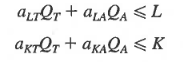 a_{LT}Q_T + a_{LA}Q_A ⩽ L
a_{KT}Q_T + a_{KA}Q_A ⩽ K